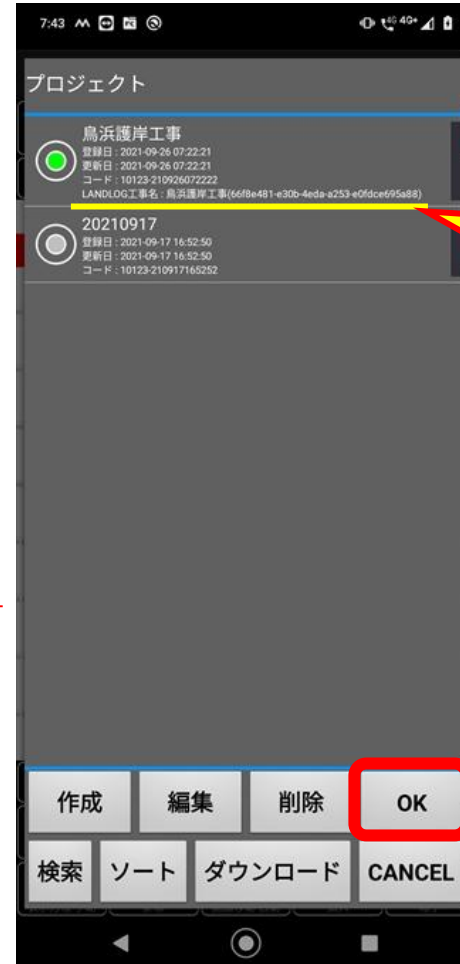 7:43
4G 4G+
プロジェクト
鳥浜護岸工事
登録日 : 2021-09-26 07:22:21
更新日 : 2021-09-26 07:22:21
コード : 10123-210926072222
LANDLOG工事名 : 鳥浜護岸工事(66f8e481-e30b-4eda-a253-e0fdce695a88)
20210917
登録日 : 2021-09-17 16:52:50
更新日 : 2021-09-17 16:52:50
コード : 10123-210917165252
作成 編集 削除 OK
検索 ソート ダウンロード CANCEL